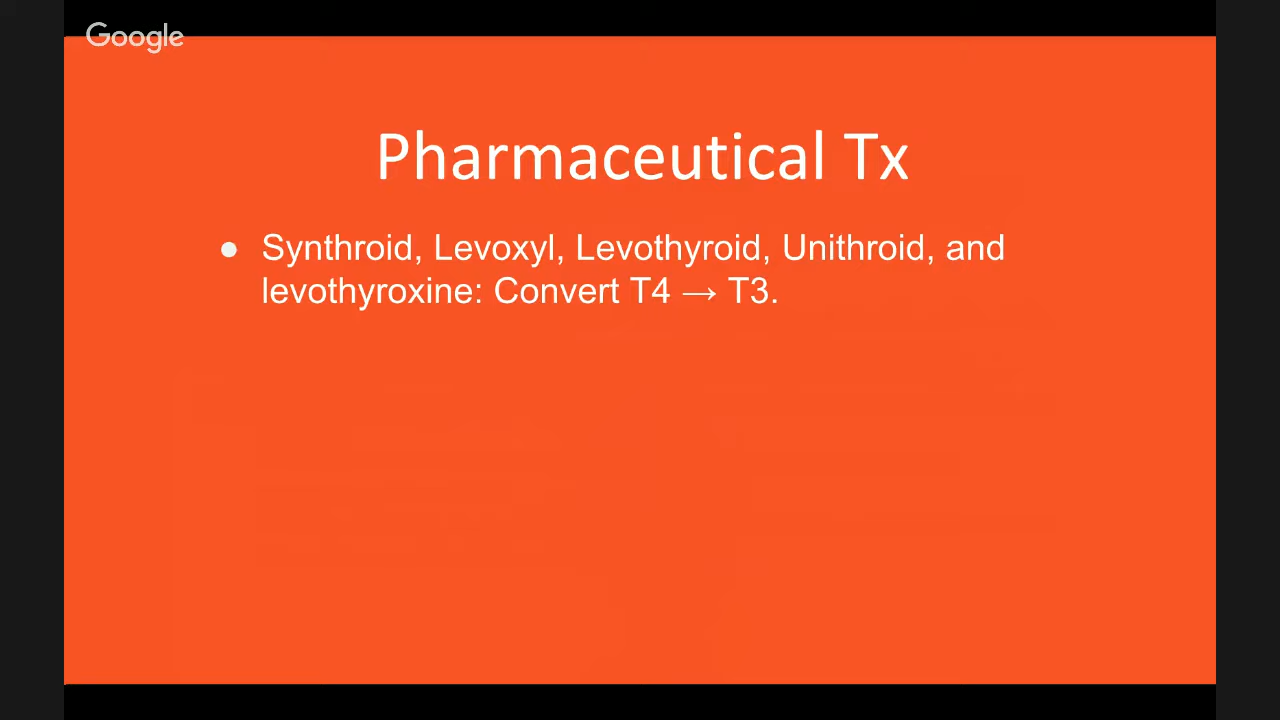 Google
Pharmaceutical Tx
● Synthroid, Levoxyl, Levothyroid, Unithroid, and
levothyroxine: Convert T4 → T3.